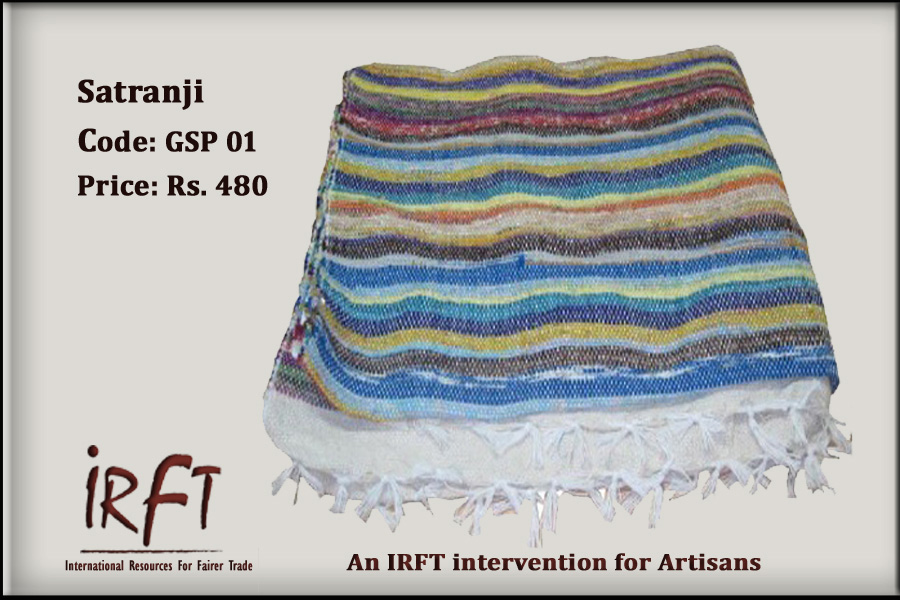 Satranji
Code: GSP 01
Price: Rs. 480
iRFT
International Resources For Fairer Trade
An IRFT intervention for Artisans